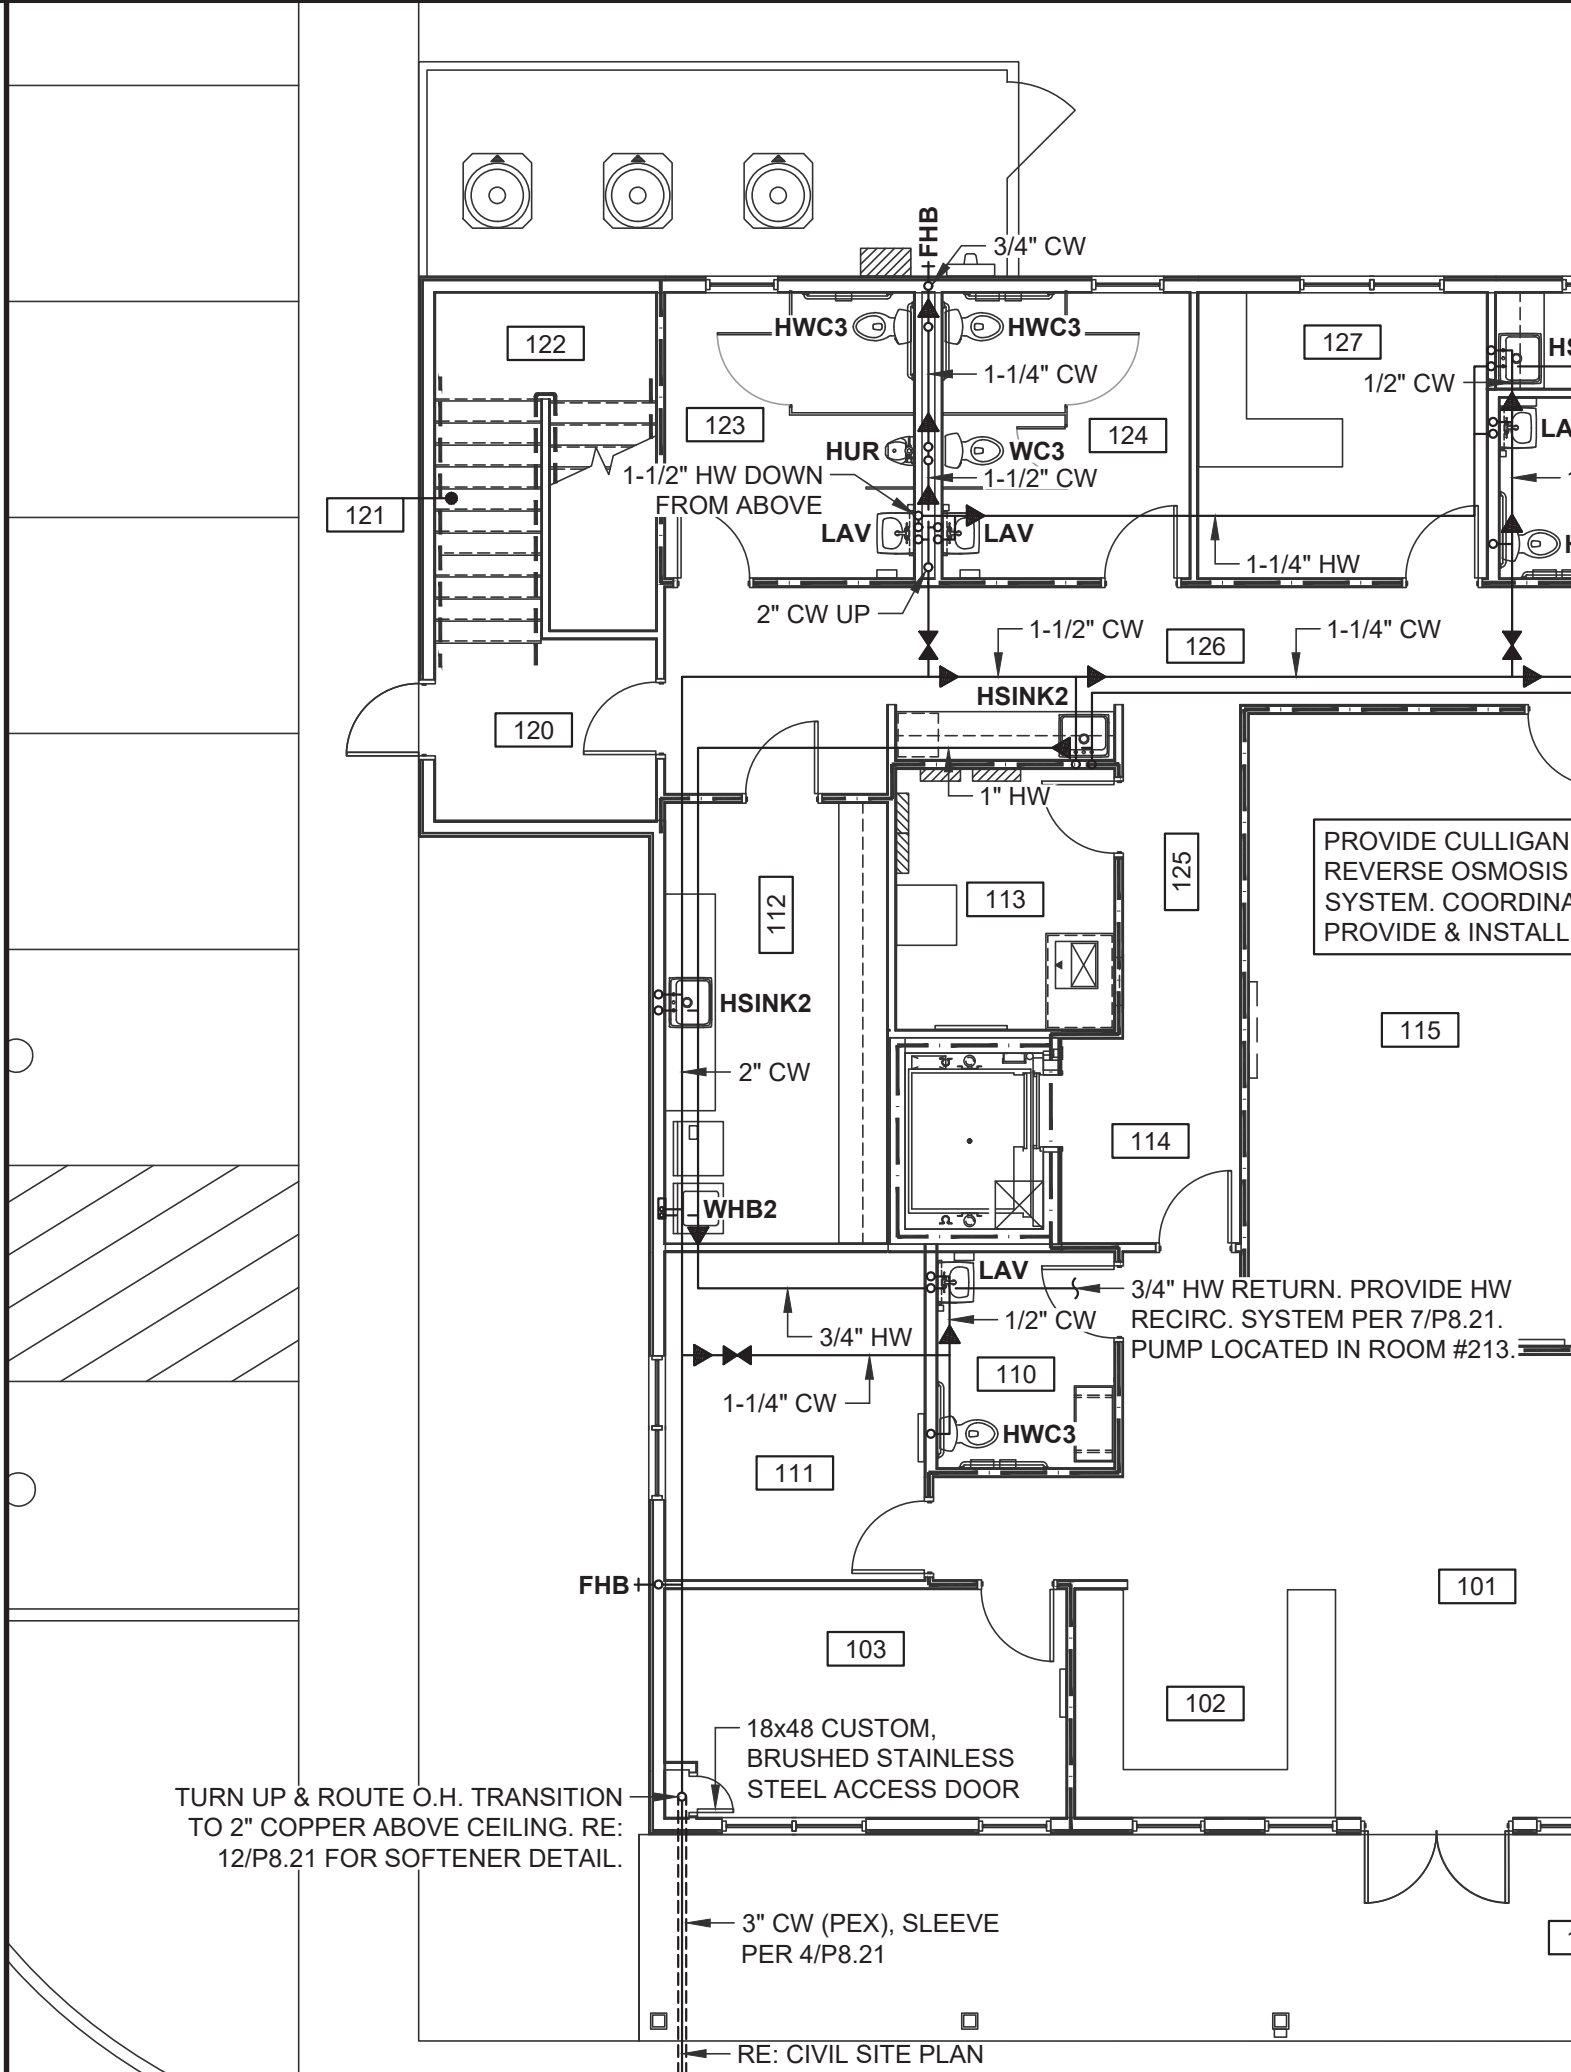 FHB
3/4" CW
122
HWC3
HWC3
127
1/2" CW
1-1/4" CW
123
124
HUR
WC3
1-1/2" HW DOWN
FROM ABOVE
1-1/2" CW
121
LAV
LAV
1-1/4" HW
2" CW UP
1-1/2" CW
126
1-1/4" CW
HSINK2
120
1" HW
PROVIDE CULLIGAN
REVERSE OSMOSIS
SYSTEM. COORDINA
PROVIDE & INSTALL
125
112
113
HSINK2
115
2" CW
114
WHB2
LAV
3/4" HW RETURN. PROVIDE HW
RECIRC. SYSTEM PER 7/P8.21.
PUMP LOCATED IN ROOM #213.
1/2" CW
3/4" HW
110
1-1/4" CW
HWC3
111
FHB
101
103
102
18x48 CUSTOM,
BRUSHED STAINLESS
STEEL ACCESS DOOR
TURN UP & ROUTE O.H. TRANSITION
TO 2" COPPER ABOVE CEILING. RE:
12/P8.21 FOR SOFTENER DETAIL.
3" CW (PEX), SLEEVE
PER 4/P8.21
RE: CIVIL SITE PLAN